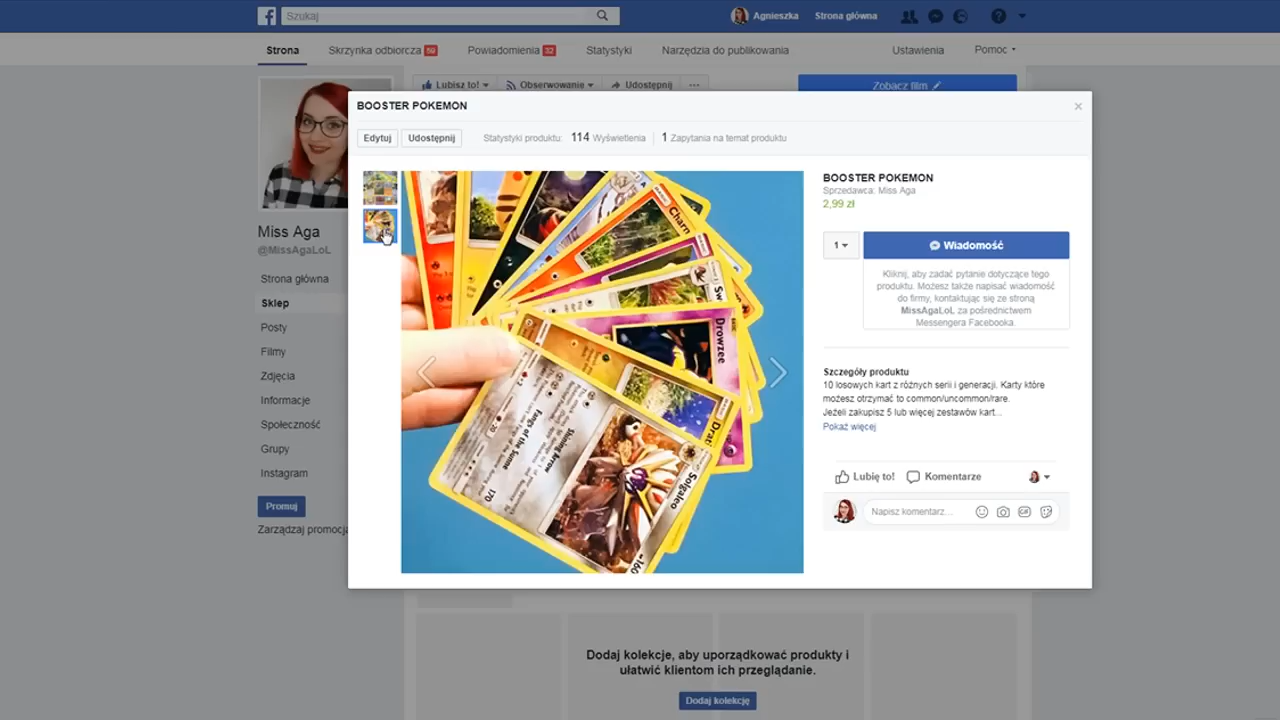 Szukaj
Agnieszka
Strona główna
Strona
Skrzynka odbiorcza 59
Powiadomienia 32
Statystyki
Narzędzia do publikowania
Ustawienia
Pomoc
Lubisz to!
Obserwowanie
Udostępnij
Zobacz film
BOOSTER POKEMON
Edytuj
Udostępnij
Statystyki produktu: 114 Wyświetlenia
1 Zapytania na temat produktu
Miss Aga
@MissAgaLoL
Strona główna
Sklep
Posty
Filmy
Zdjęcia
Informacje
Społeczność
Grupy
Instagram
Promuj
Zarządzaj promocja
Charm
Sw
Drowzee
Drat
Solgaleo
Shining Arrow
Fangs of the Sunne
170
160
BOOSTER POKEMON
Sprzedawca: Miss Aga
2,99 zł
1
Wiadomość
Kliknij, aby zadać pytanie dotyczące tego
produktu. Możesz także napisać wiadomość
do firmy, kontaktując się ze stroną
MissAgaLoL za pośrednictwem
Messengera Facebooka.
Szczegóły produktu
10 losowych kart z różnych serii i generacji. Karty które
możesz otrzymać to common/uncommon/rare.
Jeżeli zakupisz 5 lub więcej zestawów kart...
Pokaż więcej
Lubię to!
Komentarze
Napisz komentarz...
GIF
Dodaj kolekcje, aby uporządkować produkty i
ułatwić klientom ich przeglądanie.
Dodaj kolekcję